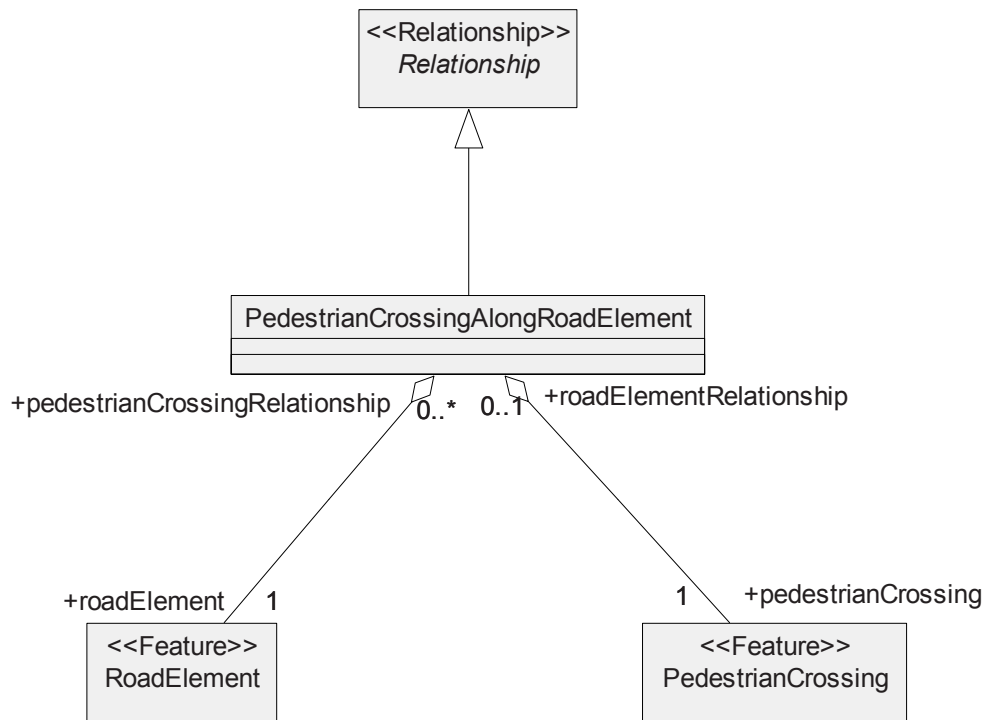 <<Relationship>>
Relationship
PedestrianCrossingAlongRoadElement
+pedestrianCrossingRelationship
0..*
0..1
+roadElementRelationship
+roadElement
1
1
+pedestrianCrossing
<<Feature>>
RoadElement
<<Feature>>
PedestrianCrossing